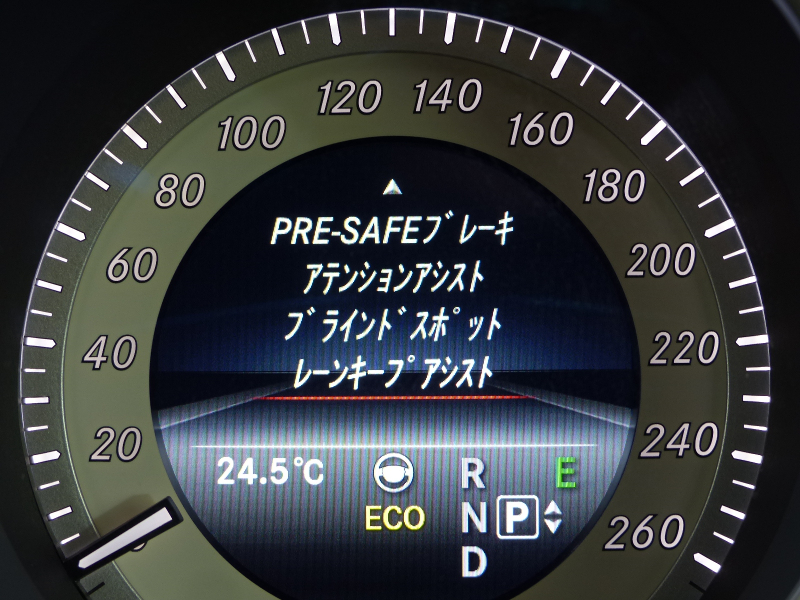 120 140
100 160
80 180
PRE-SAFEブレーキ
60 200
アテンションアシスト
ブラインドスポット
40 220
レーンキープアシスト
20 240
24.5℃ R E
ECO N P 260
D